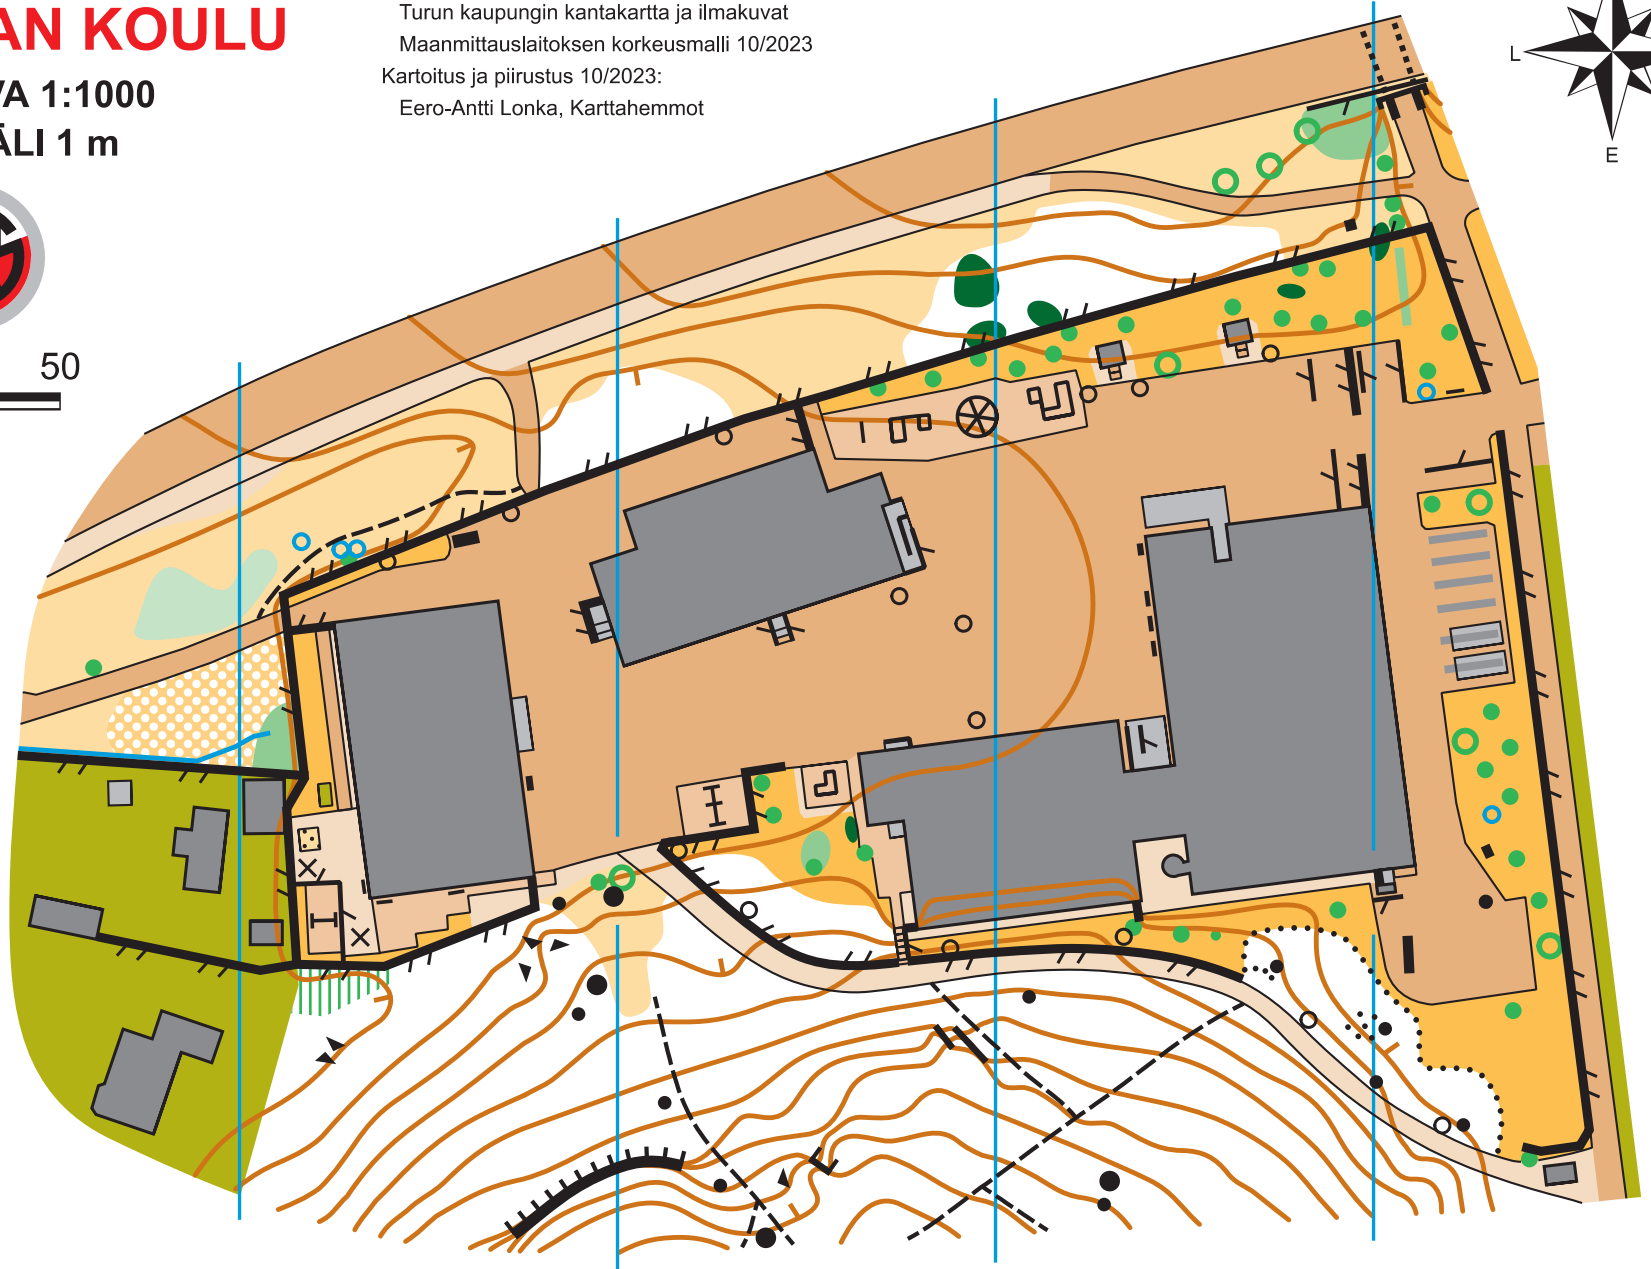 AN KOULU
VA 1:1000
ÄLI 1 m
50
Turun kaupungin kantakartta ja ilmakuvat
Maanmittauslaitoksen korkeusmalli 10/2023
Kartoitus ja piirustus 10/2023:
Eero-Antti Lonka, Karttahemmot
L
E